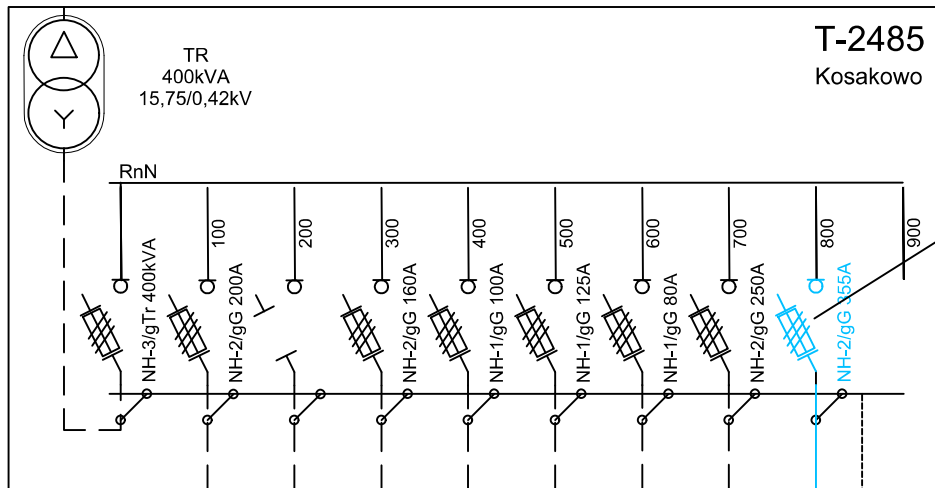 T-2485
Kosakowo
TR
400kVA
15,75/0,42kV
RnN
NH-3/gTr 400kVA
100
NH-2/gG 200A
200
300
NH-2/gG 160A
400
NH-1/gG 100A
500
NH-1/gG 125A
600
NH-1/gG 80A
700
NH-2/gG 250A
800
NH-2/gG 355A
900